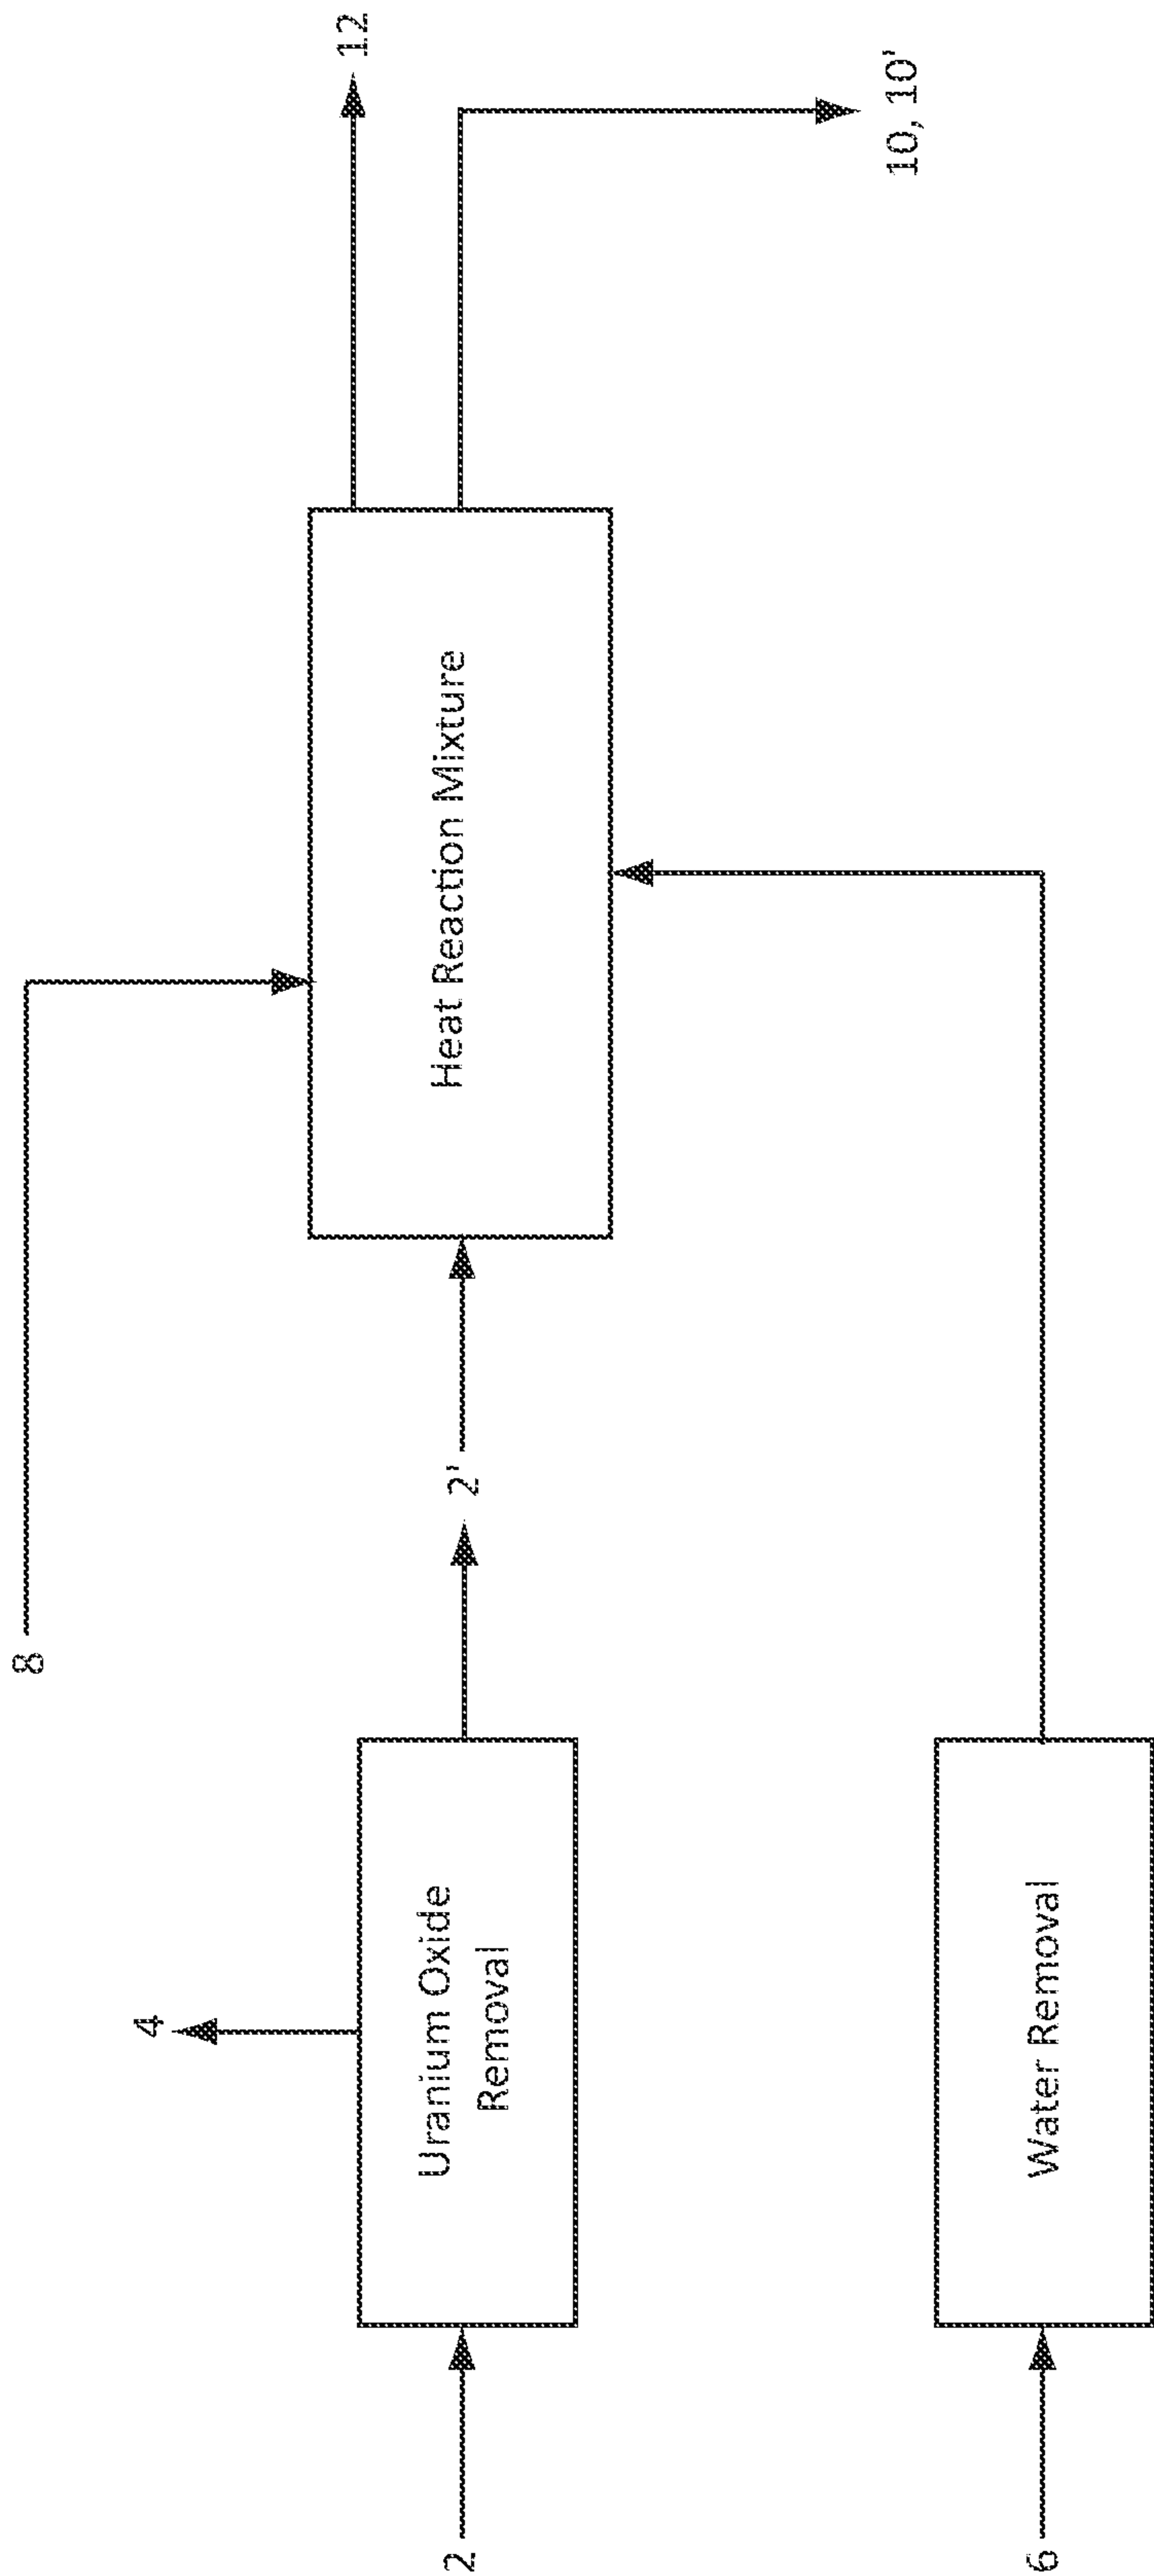 8
12
4
2
Uranium Oxide
Removal
2'
Heat Reaction Mixture
10, 10'
6
Water Removal